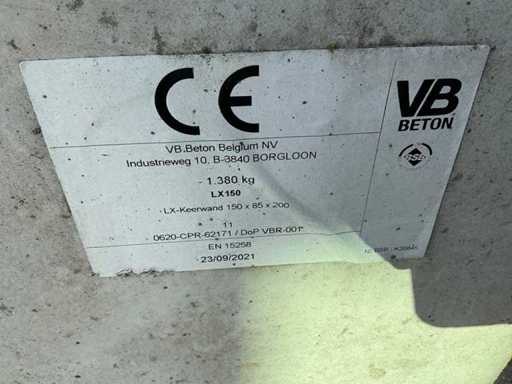 CE
VB
BETON
VB.Beton Belgium NV
Industrieweg 10, B-3840 BORGLOON
1.380 kg
LX150
LX-Keerwand 150 x 85 x 200
11
0620-CPR-62171 / DoP VBR-001
EN 15258
23/09/2021